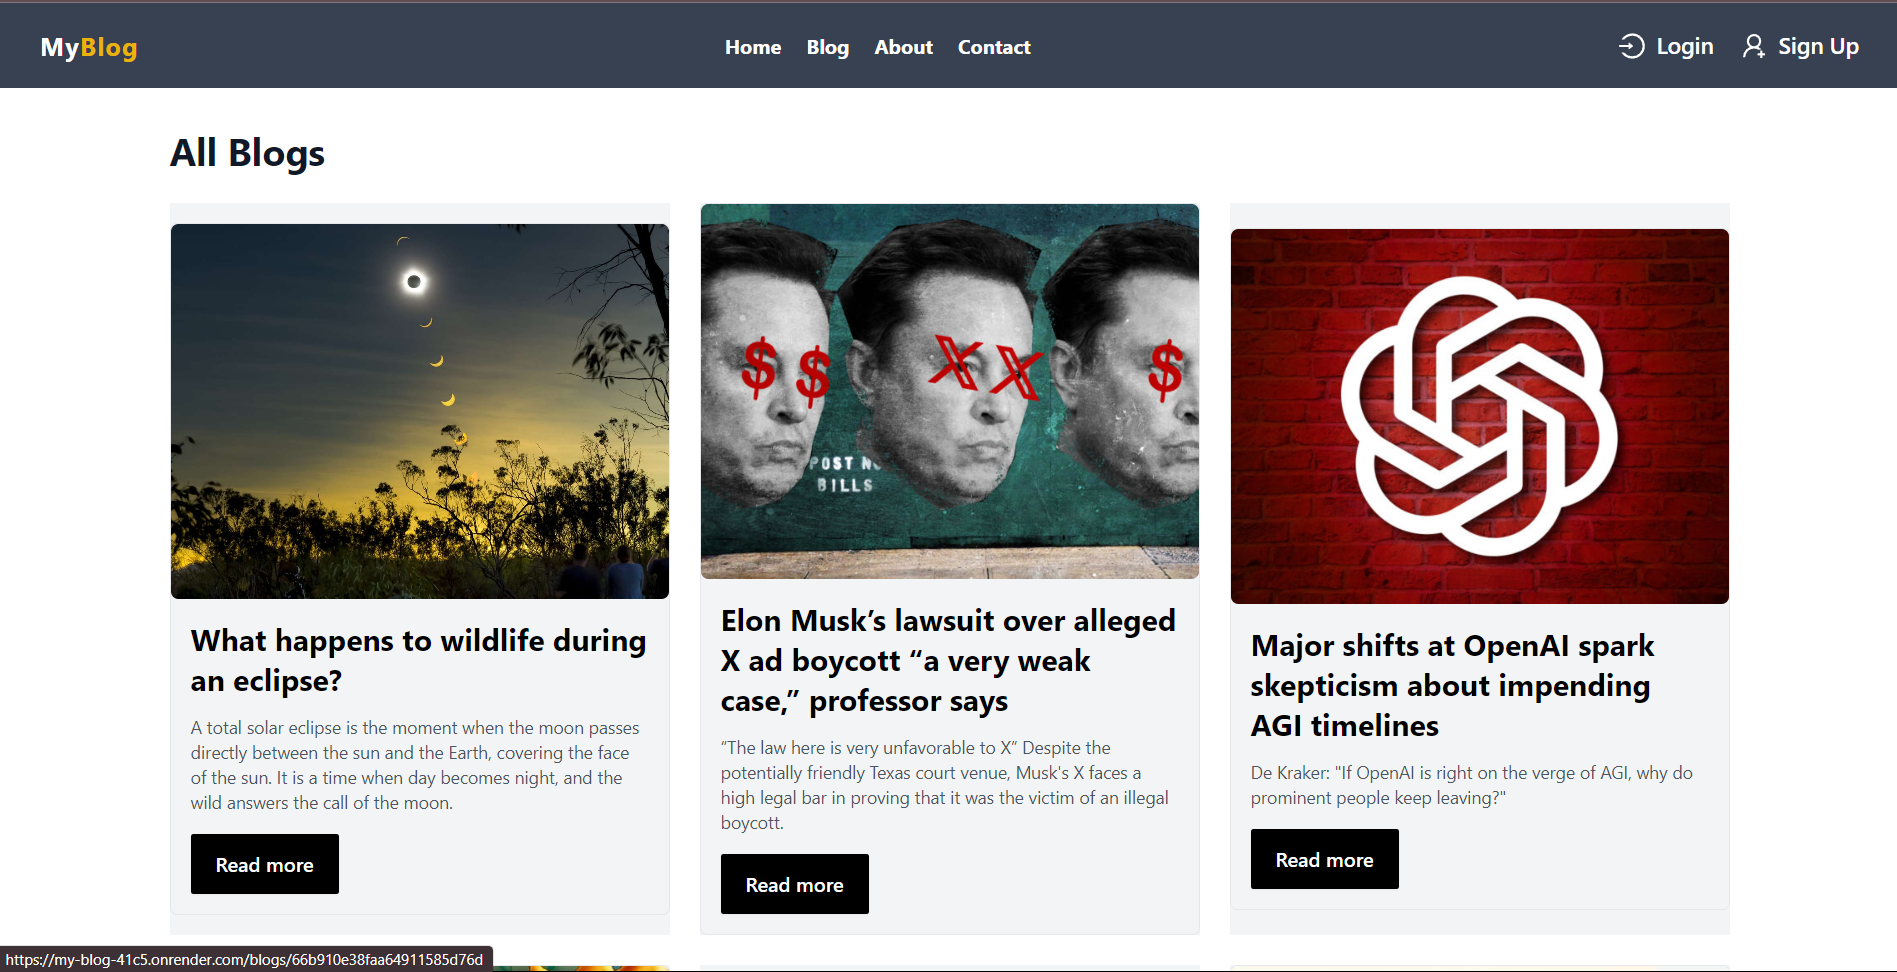 MyBlog
Home Blog About Contact
Login Sign Up
All Blogs
$ $ X X $
POST NO
BILLS
What happens to wildlife during
an eclipse?
A total solar eclipse is the moment when the moon passes
directly between the sun and the Earth, covering the face
of the sun. It is a time when day becomes night, and the
wild answers the call of the moon.
Read more
Elon Musk’s lawsuit over alleged
X ad boycott “a very weak
case,” professor says
“The law here is very unfavorable to X” Despite the
potentially friendly Texas court venue, Musk's X faces a
high legal bar in proving that it was the victim of an illegal
boycott.
Read more
Major shifts at OpenAI spark
skepticism about impending
AGI timelines
De Kraker: "If OpenAI is right on the verge of AGI, why do
prominent people keep leaving?"
Read more
https://my-blog-41c5.onrender.com/blogs/66b910e38faa64911585d76d